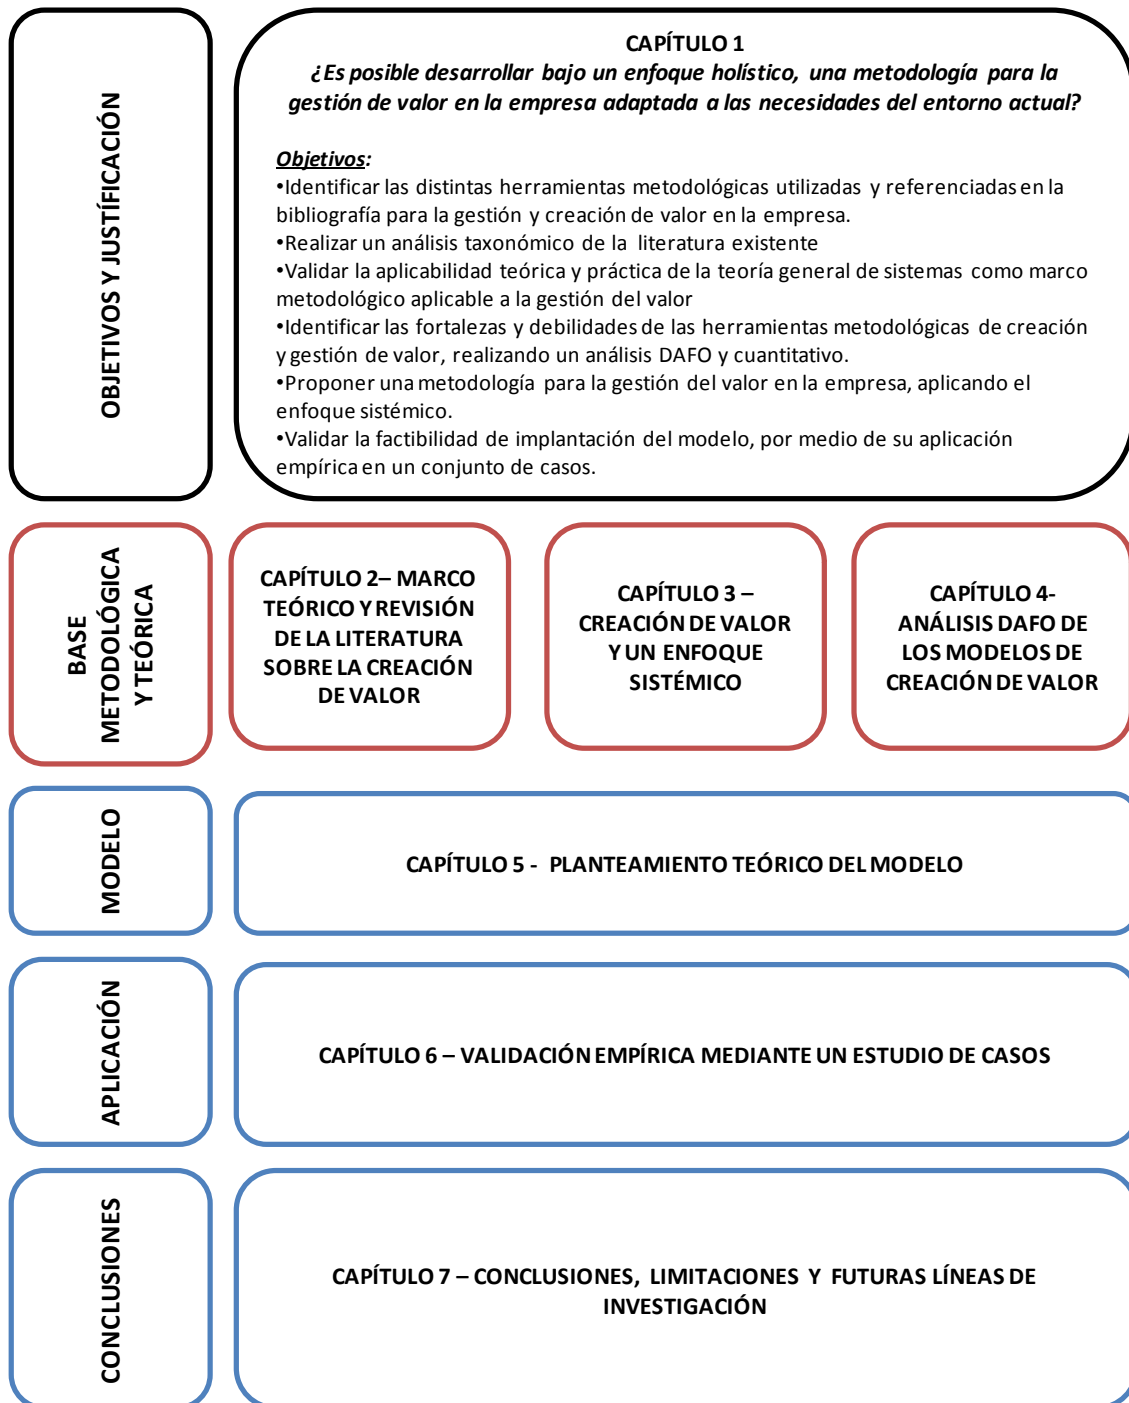 OBJETIVOS Y JUSTÍFICACIÓN
CAPÍTULO 1
¿Es posible desarrollar bajo un enfoque holístico, una metodología para la
gestión de valor en la empresa adaptada a las necesidades del entorno actual?
Objetivos:
•Identificar las distintas herramientas metodológicas utilizadas y referenciadas en la
bibliografía para la gestión y creación de valor en la empresa.
•Realizar un análisis taxonómico de la literatura existente
•Validar la aplicabilidad teórica y práctica de la teoría general de sistemas como marco
metodológico aplicable a la gestión del valor
•Identificar las fortalezas y debilidades de las herramientas metodológicas de creación
y gestión de valor, realizando un análisis DAFO y cuantitativo.
•Proponer una metodología para la gestión del valor en la empresa, aplicando el
enfoque sistémico.
•Validar la factibilidad de implantación del modelo, por medio de su aplicación
empírica en un conjunto de casos.
BASE
METODOLÓGICA
Y TEÓRICA
CAPÍTULO 2– MARCO
TEÓRICO Y REVISIÓN
DE LA LITERATURA
SOBRE LA CREACIÓN
DE VALOR
CAPÍTULO 3 –
CREACIÓN DE VALOR
Y UN ENFOQUE
SISTÉMICO
CAPÍTULO 4-
ANÁLISIS DAFO DE
LOS MODELOS DE
CREACIÓN DE VALOR
MODELO
CAPÍTULO 5 - PLANTEAMIENTO TEÓRICO DEL MODELO
APLICACIÓN
CAPÍTULO 6 – VALIDACIÓN EMPÍRICA MEDIANTE UN ESTUDIO DE CASOS
CONCLUSIONES
CAPÍTULO 7 – CONCLUSIONES, LIMITACIONES Y FUTURAS LÍNEAS DE
INVESTIGACIÓN